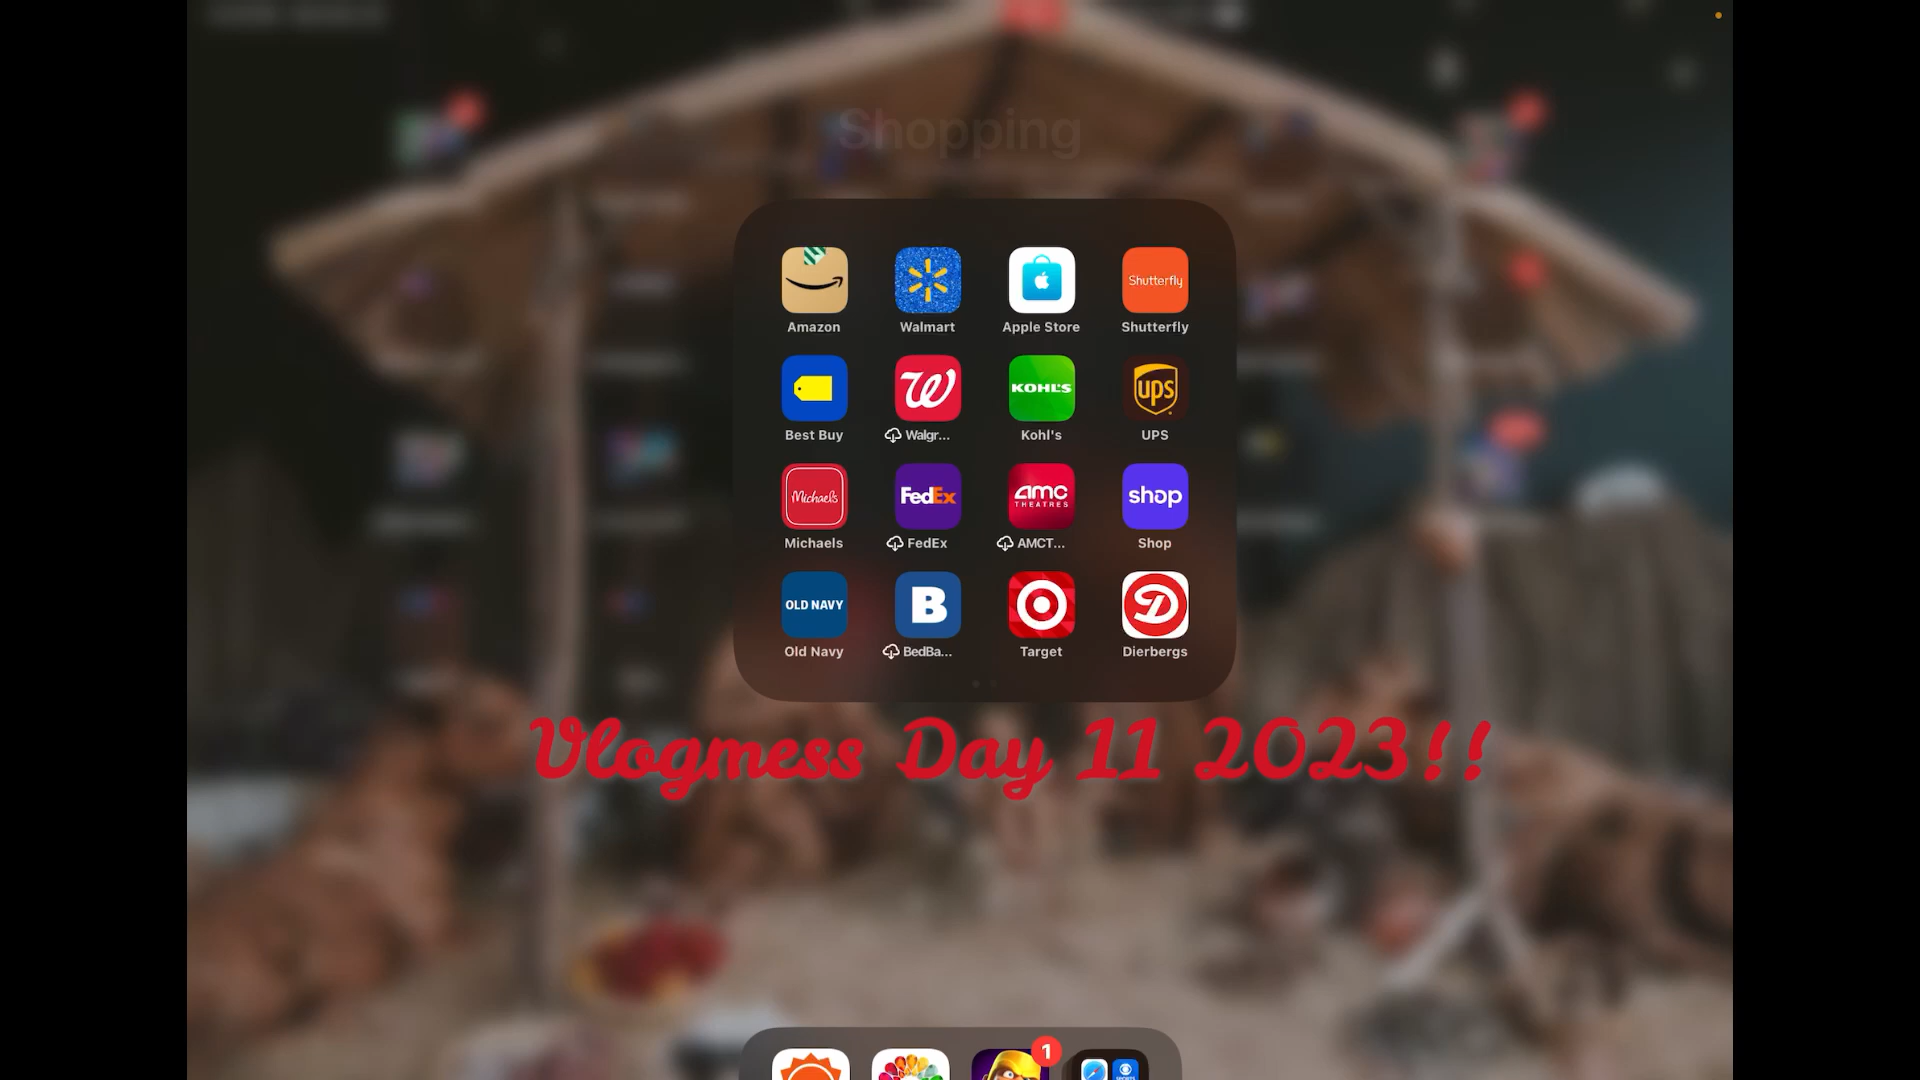 Shopping
Shutterfly
Amazon Walmart Apple Store Shutterfly
KOHL'S ups
Best Buy Walgr... Kohl's UPS
Michaels FedEx amc THEATRES shop
Michaels FedEx AMCT... Shop
OLD NAVY B
Old Navy BedBa... Target Dierbergs
Vlogmess Day 11 2023!!
1